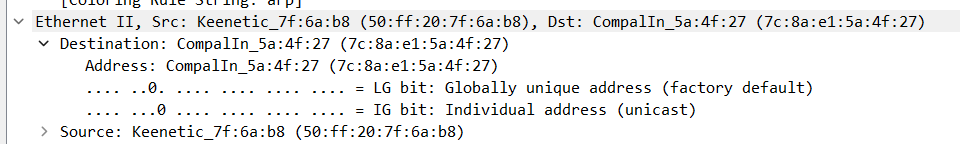 [Coloring Rule String: arp]
Ethernet II, Src: Keenetic_7f:6a:b8 (50:ff:20:7f:6a:b8), Dst: CompalIn_5a:4f:27 (7c:8a:e1:5a:4f:27)
Destination: CompalIn_5a:4f:27 (7c:8a:e1:5a:4f:27)
Address: CompalIn_5a:4f:27 (7c:8a:e1:5a:4f:27)
.... ..0. .... .... .... .... = LG bit: Globally unique address (factory default)
.... ...0 .... .... .... .... = IG bit: Individual address (unicast)
Source: Keenetic_7f:6a:b8 (50:ff:20:7f:6a:b8)